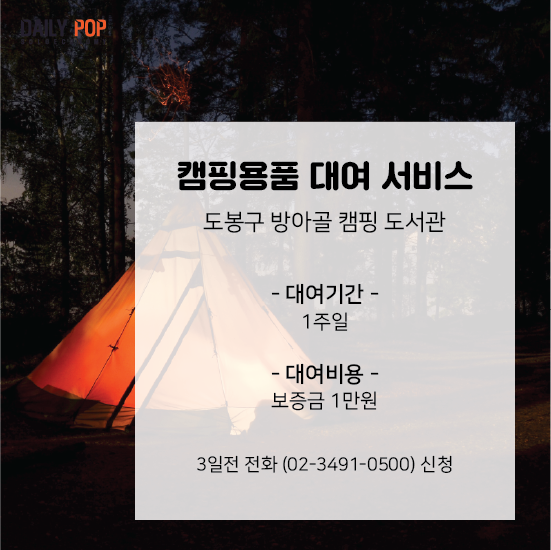 DAILY POP
캠핑용품 대여 서비스
도봉구 방아골 캠핑 도서관
- 대여기간 -
1주일
- 대여비용 -
보증금 1만원
3일전 전화 (02-3491-0500) 신청